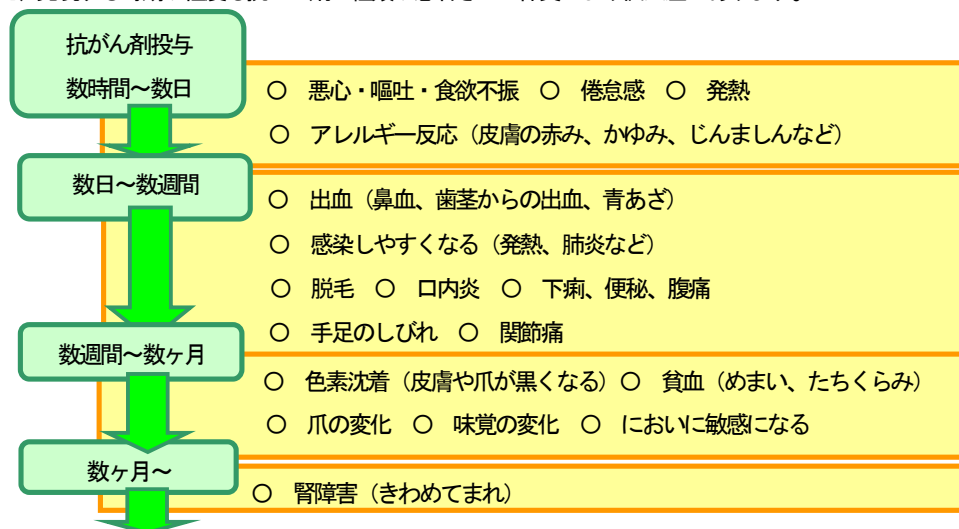 抗がん剤投与
数時間～数日
○ 悪心・嘔吐・食欲不振 ○ 倦怠感 ○ 発熱
○ アレルギー反応（皮膚の赤み、かゆみ、じんましんなど）
数日～数週間
○ 出血（鼻血、歯茎からの出血、青あざ）
○ 感染しやすくなる（発熱、肺炎など）
○ 脱毛 ○ 口内炎 ○ 下痢、便秘、腹痛
○ 手足のしびれ ○ 関節痛
数週間～数ヶ月
○ 色素沈着（皮膚や爪が黒くなる）○ 貧血（めまい、たちくらみ）
○ 爪の変化 ○ 味覚の変化 ○ においに敏感になる
数ヶ月～
○ 腎障害（きわめてまれ）